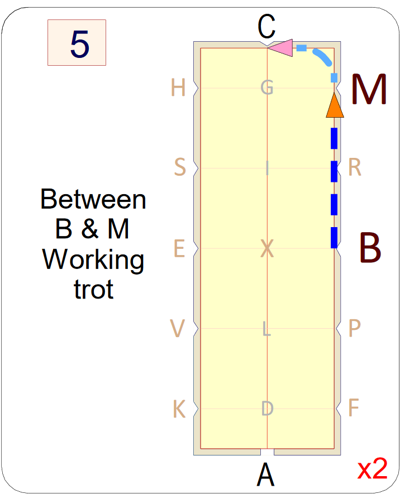 5
C
H G M
S I R
Between
B & M
Working
trot
E X B
V L P
K D F
A
x2